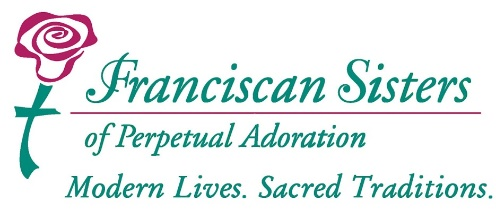 Franciscan Sisters
of Perpetual Adoration
Modern Lives. Sacred Traditions.